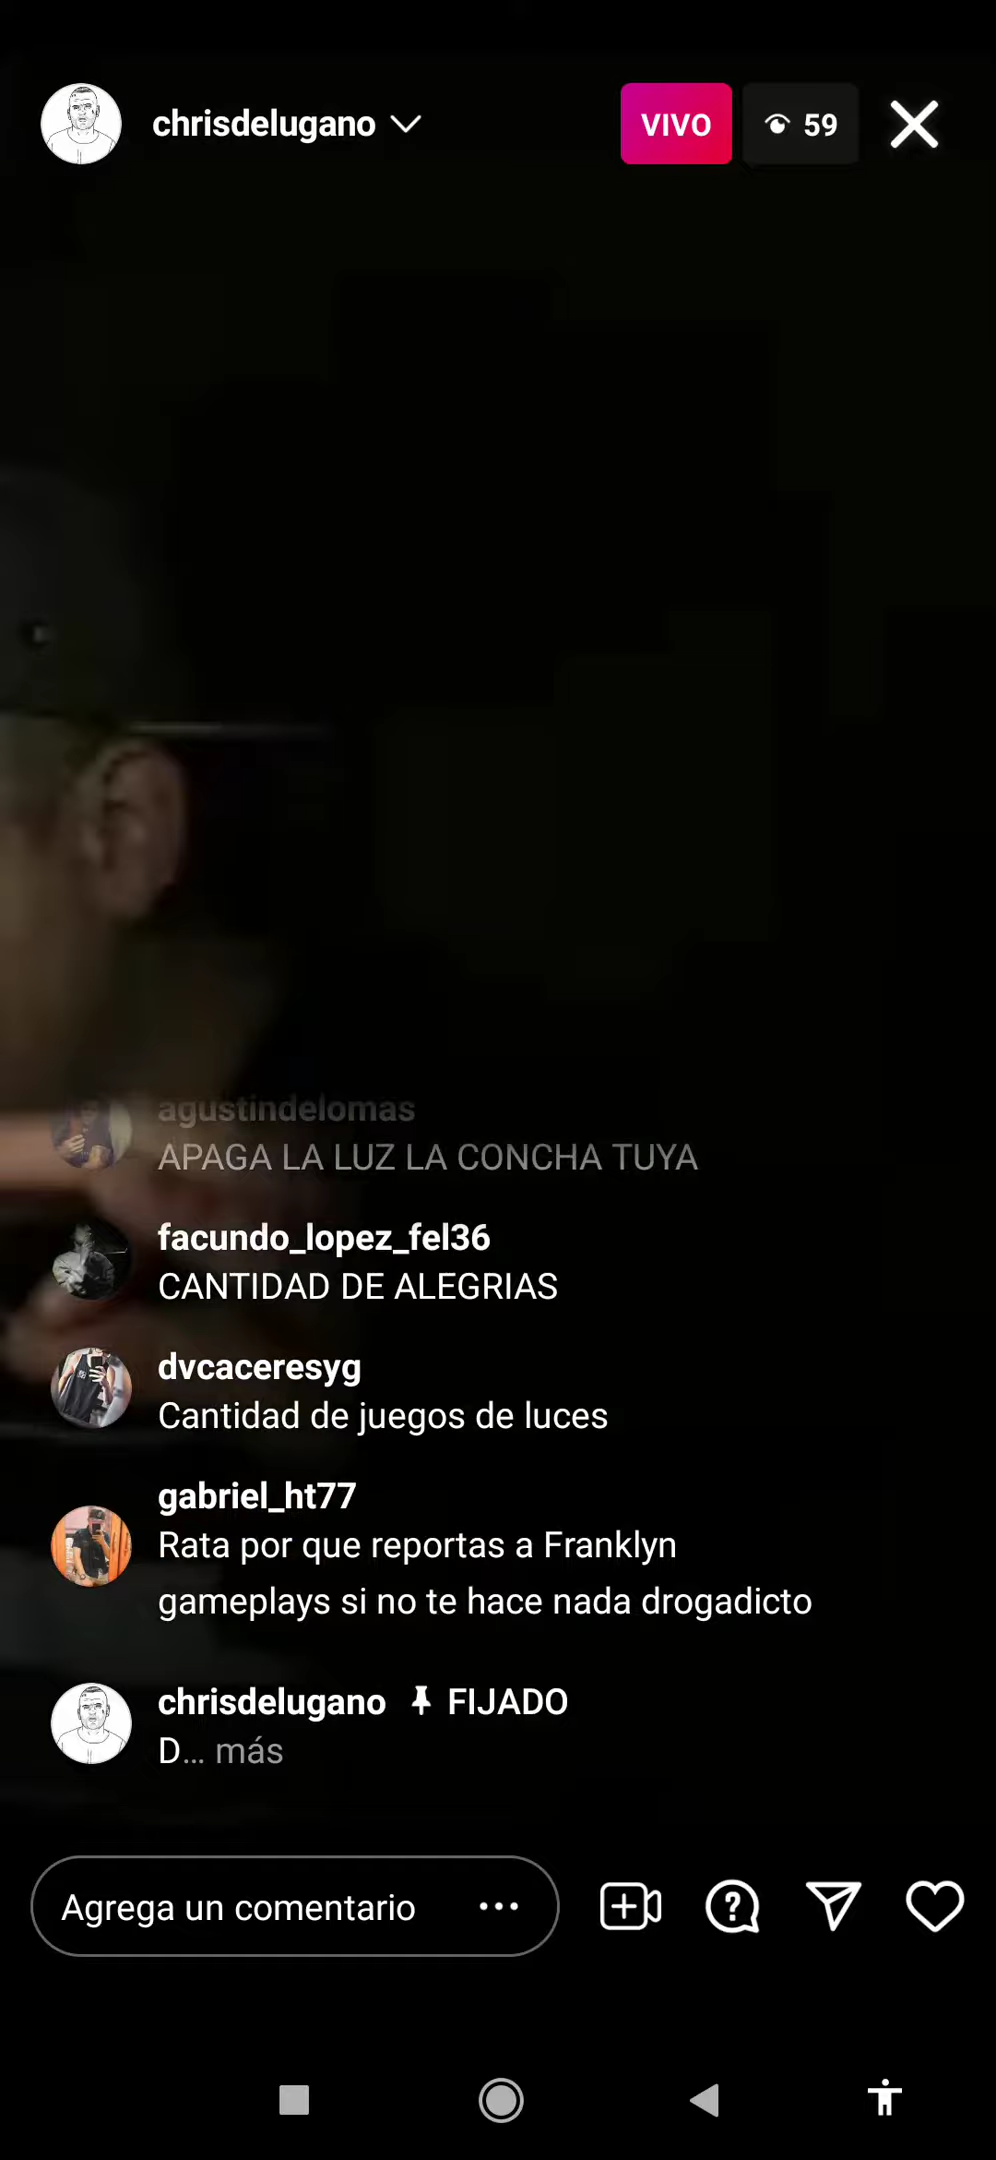 chrisdelugano
VIVO
59
agustindelomas
APAGA LA LUZ LA CONCHA TUYA
facundo_lopez_fel36
CANTIDAD DE ALEGRIAS
dvcaceresyg
Cantidad de juegos de luces
gabriel_ht77
Rata por que reportas a Franklyn
gameplays si no te hace nada drogadicto
chrisdelugano FIJADO
D... más
Agrega un comentario